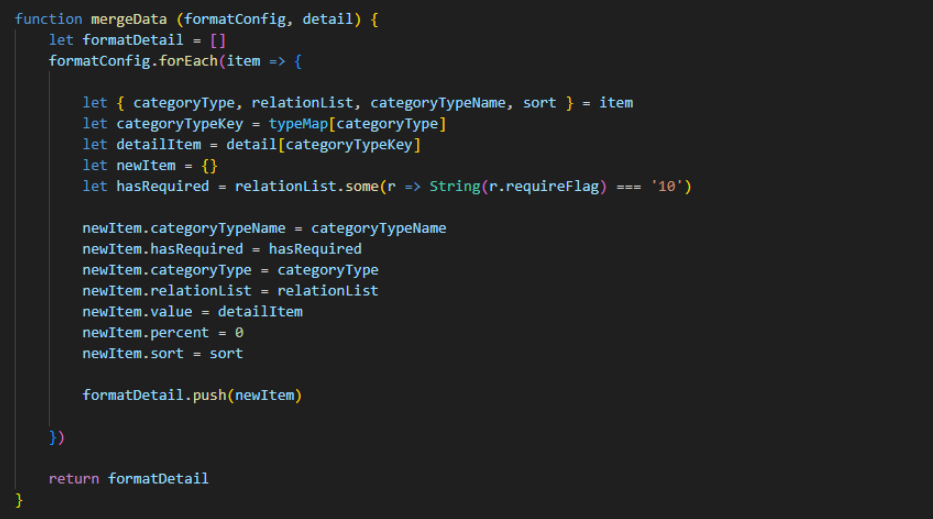 function mergeData (formatConfig, detail) {
    let formatDetail = []
    formatConfig.forEach(item => {

        let { categoryType, relationList, categoryTypeName, sort } = item
        let categoryTypeKey = typeMap[categoryType]
        let detailItem = detail[categoryTypeKey]
        let newItem = {}
        let hasRequired = relationList.some(r => String(r.requireFlag) === '10')

        newItem.categoryTypeName = categoryTypeName
        newItem.hasRequired = hasRequired
        newItem.categoryType = categoryType
        newItem.relationList = relationList
        newItem.value = detailItem
        newItem.percent = 0
        newItem.sort = sort

        formatDetail.push(newItem)

    })

    return formatDetail
}